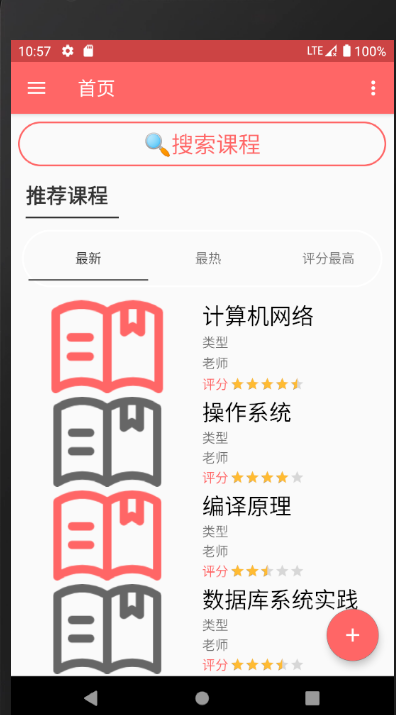 10:57 LTE 100%
首页
搜索课程
推荐课程
最新 最热 评分最高
计算机网络
类型
老师
评分
操作系统
类型
老师
评分
编译原理
类型
老师
评分
数据库系统实践
类型
老师
评分